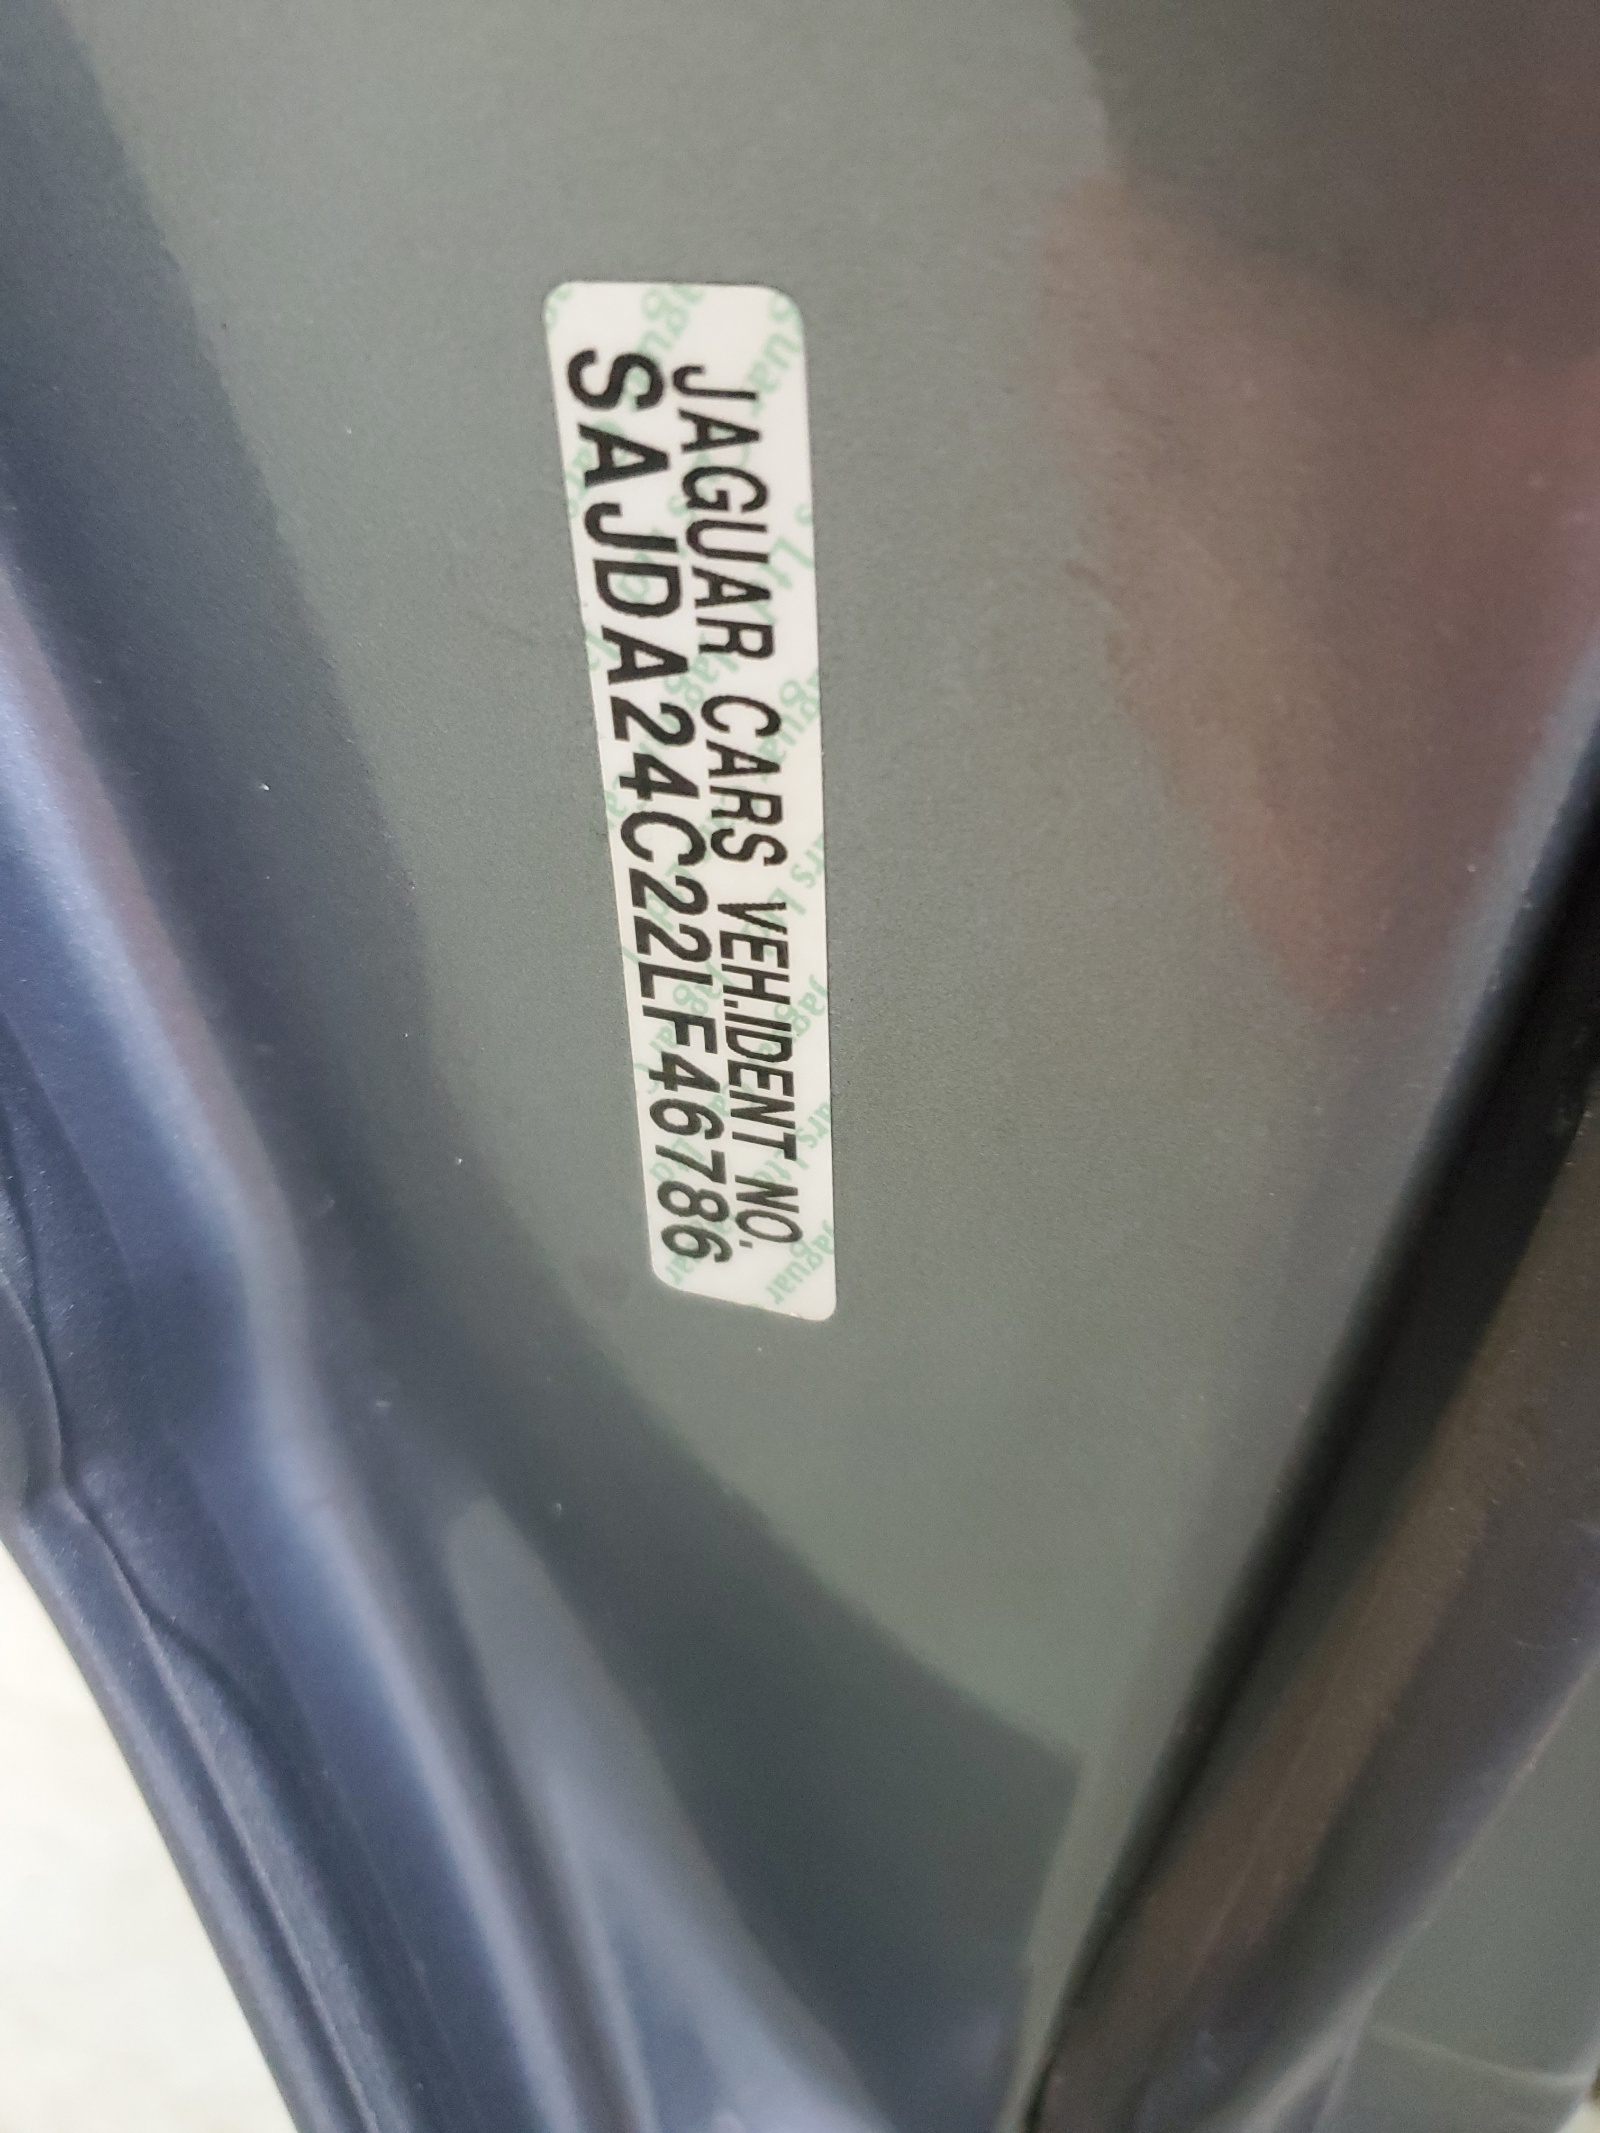 JAGUAR CARS VEH.IDENT NO.
SAJDA24C22LF46786